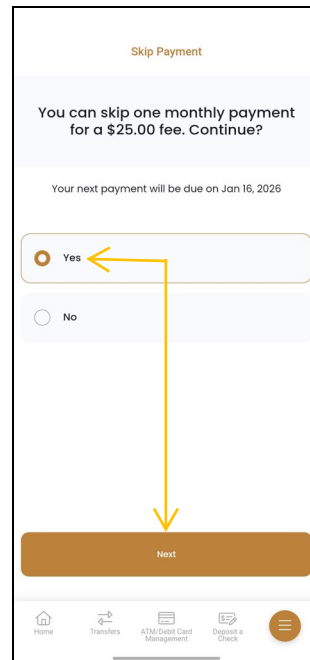 Skip Payment
You can skip one monthly payment
for a $25.00 fee. Continue?
Your next payment will be due on Jan 16, 2026
Yes
No
Next
Home
Transfers
ATM/Debit Card
Management
Deposit a
Check